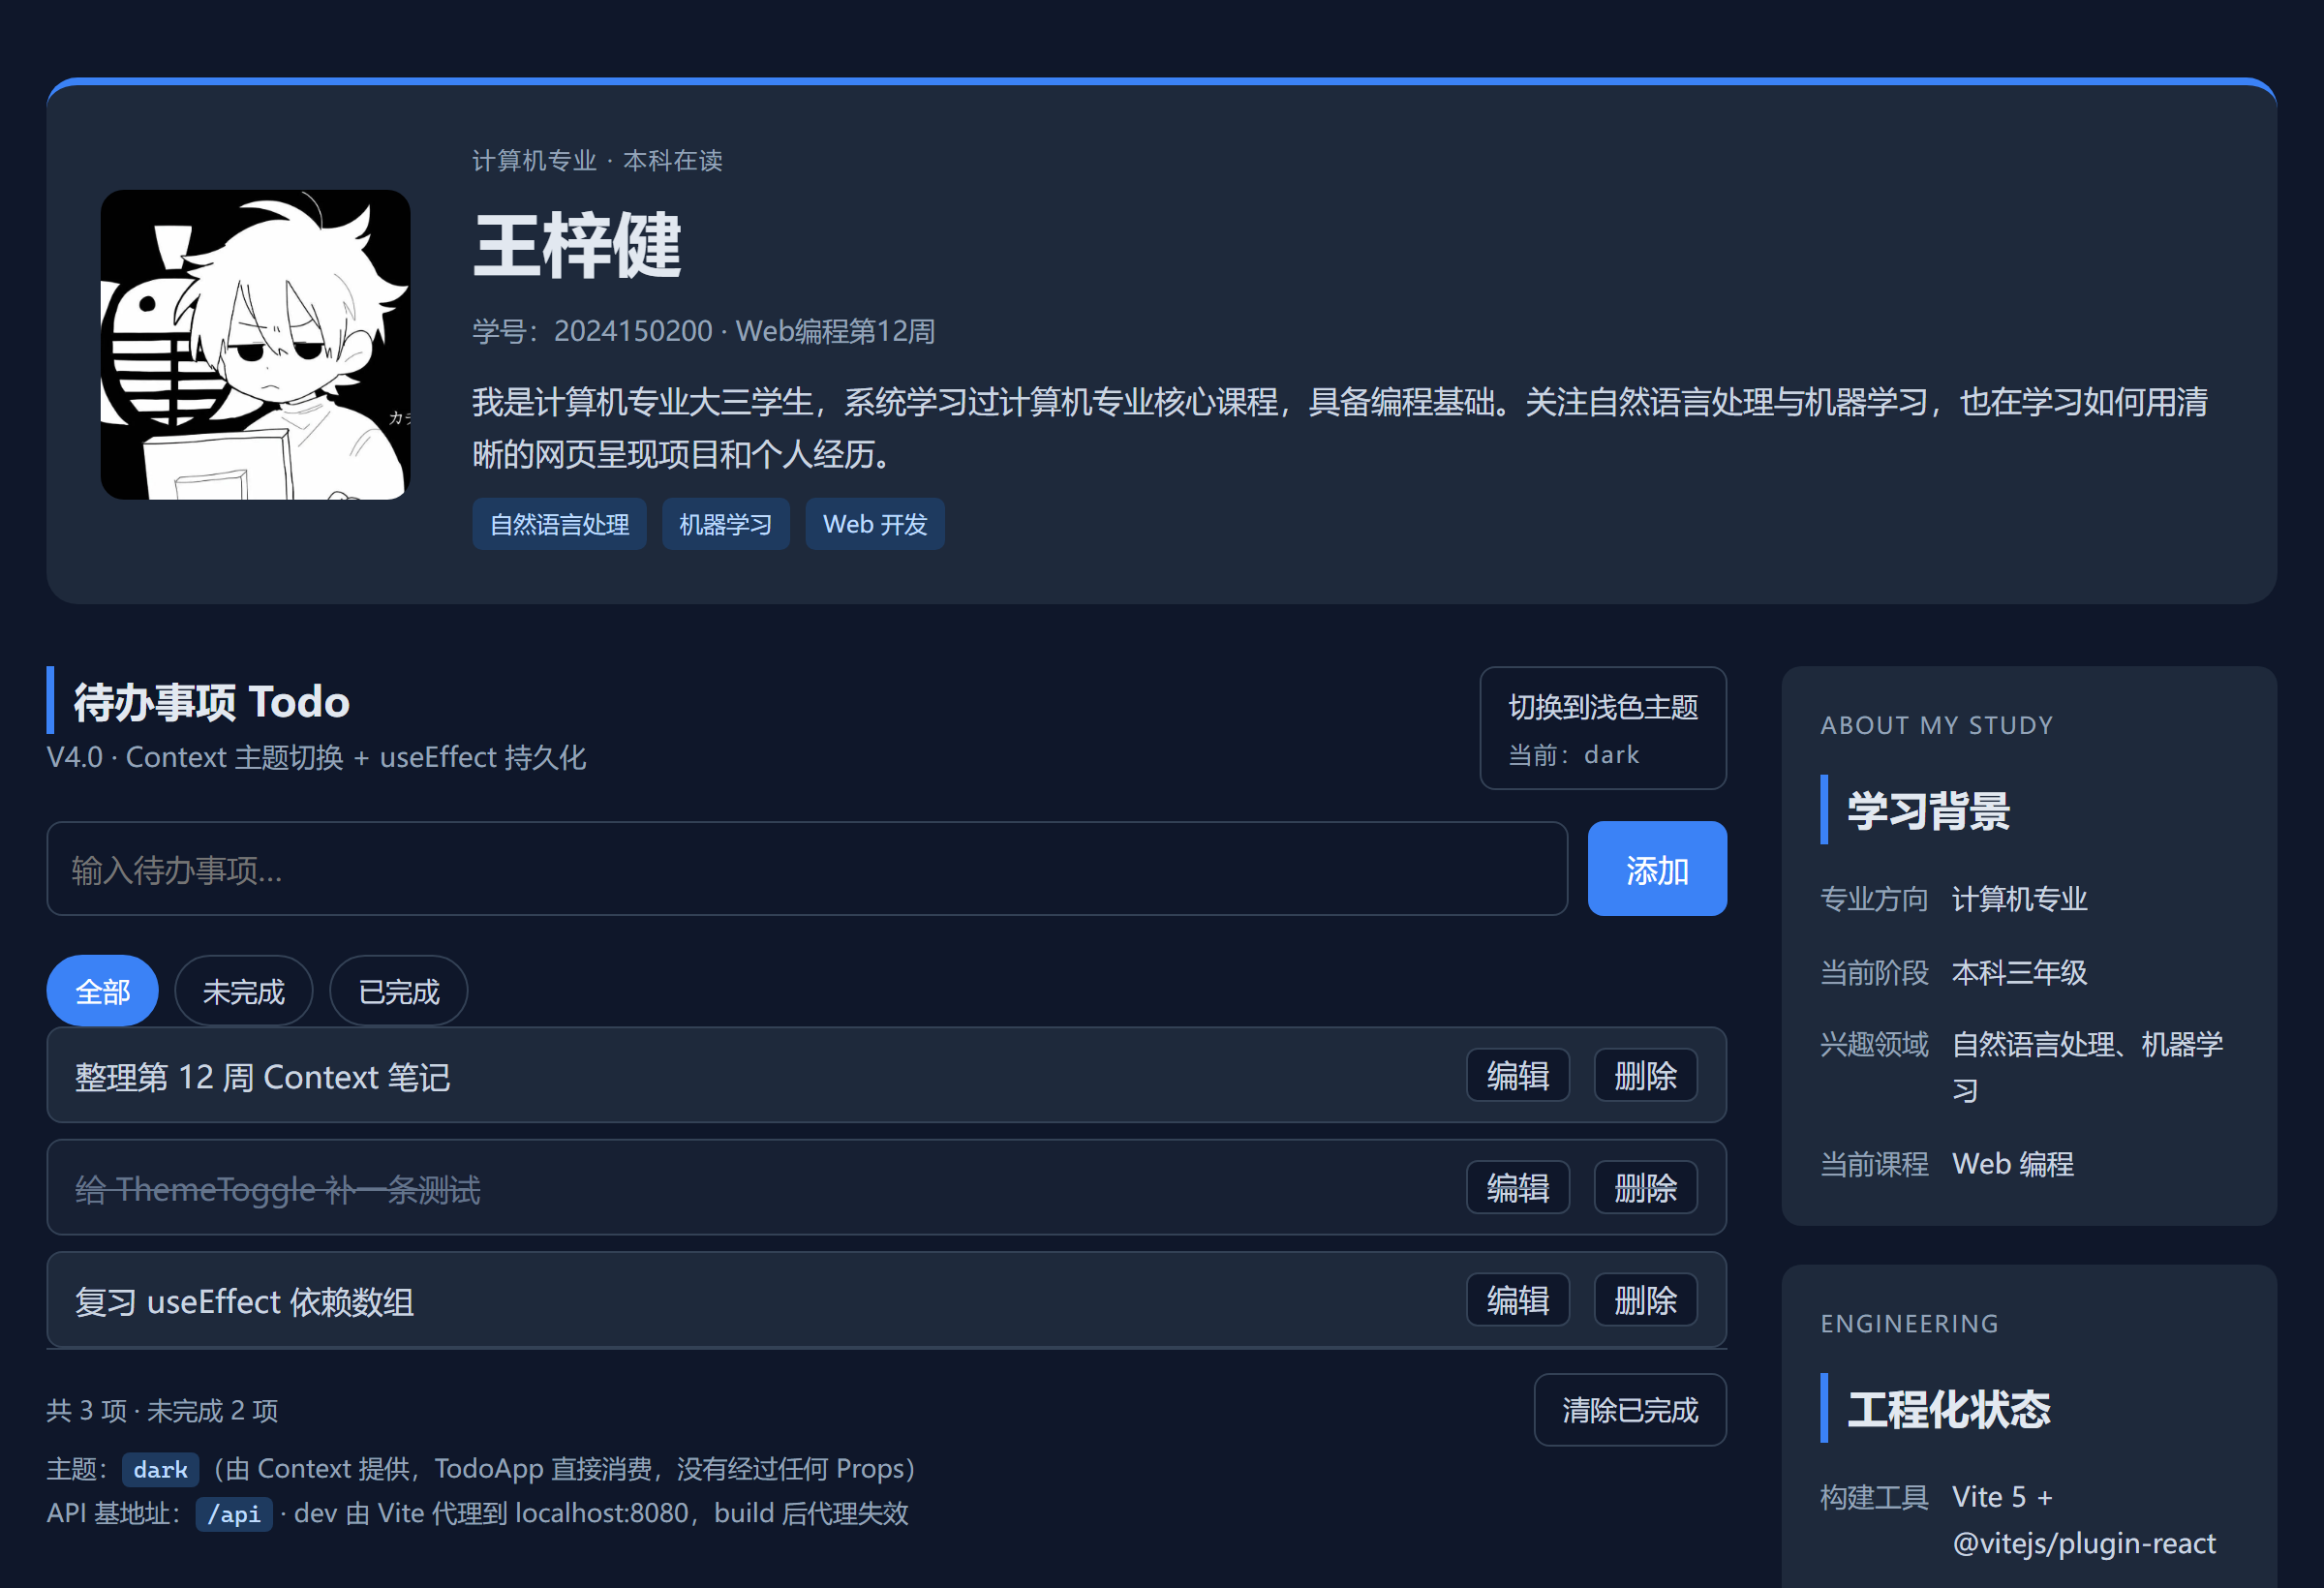 计算机专业 · 本科在读
王梓健
学号：2024150200 · Web编程第12周
我是计算机专业大三学生，系统学习过计算机专业核心课程，具备编程基础。关注自然语言处理与机器学习，也在学习如何用清
晰的网页呈现项目和个人经历。
自然语言处理 机器学习 Web 开发
待办事项 Todo
V4.0 · Context 主题切换 + useEffect 持久化
切换到浅色主题
当前：dark
输入待办事项...
添加
全部 未完成 已完成
整理第 12 周 Context 笔记 编辑 删除
给 ThemeToggle 补一条测试 编辑 删除
复习 useEffect 依赖数组 编辑 删除
共 3 项 · 未完成 2 项
清除已完成
主题：dark（由 Context 提供，TodoApp 直接消费，没有经过任何 Props）
API 基地址：/api · dev 由 Vite 代理到 localhost:8080，build 后代理失效
ABOUT MY STUDY
学习背景
专业方向 计算机专业
当前阶段 本科三年级
兴趣领域 自然语言处理、机器学
习
当前课程 Web 编程
ENGINEERING
工程化状态
构建工具 Vite 5 +
@vitejs/plugin-react